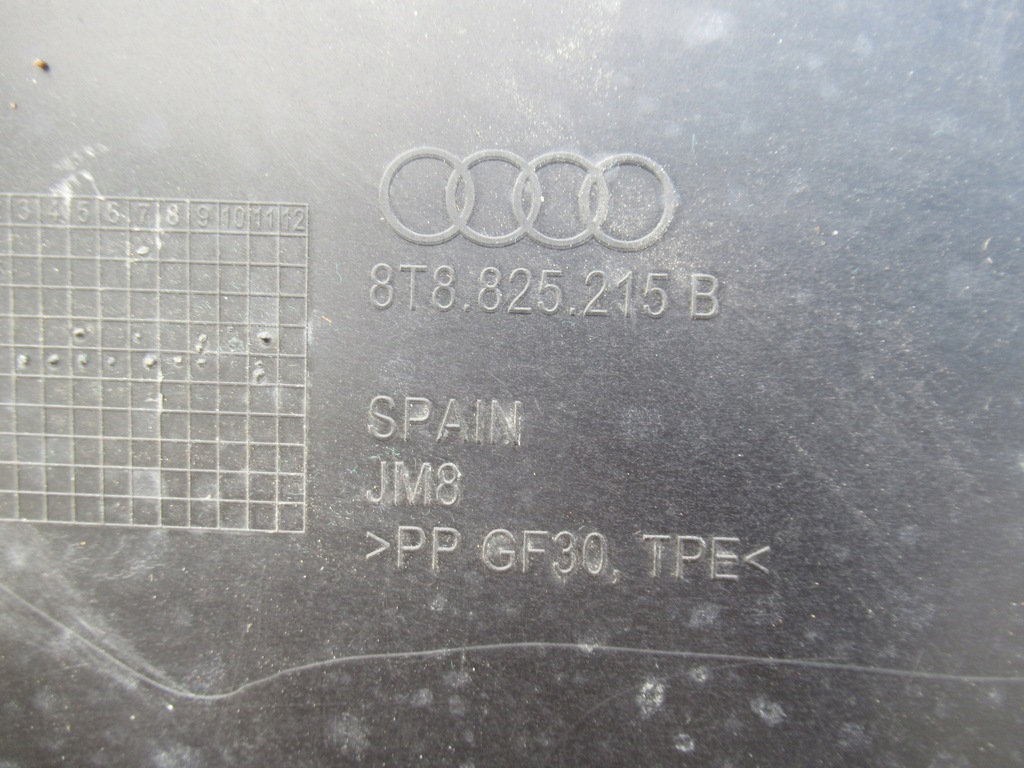 3 4 5 6 7 8 9 10 11 12
8T8.825.215 B
SPAIN
JM8
>PP GF30, TPE<